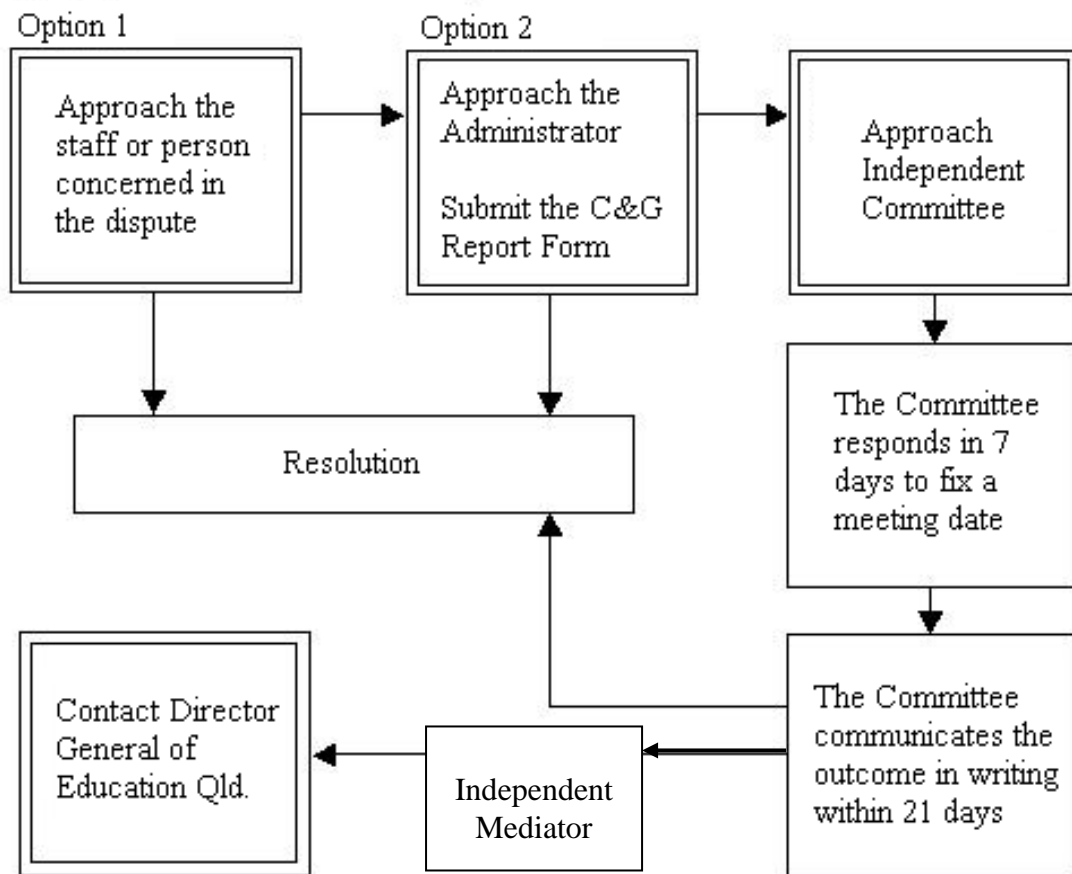 Option 1
Approach the
staff or person
concerned in
the dispute
Option 2
Approach the
Administrator
Submit the C&G
Report Form
Approach
Independent
Committee
Resolution
The Committee
responds in 7
days to fix a
meeting date
The Committee
communicates the
outcome in writing
within 21 days
Independent
Mediator
Contact Director
General of
Education Qld.